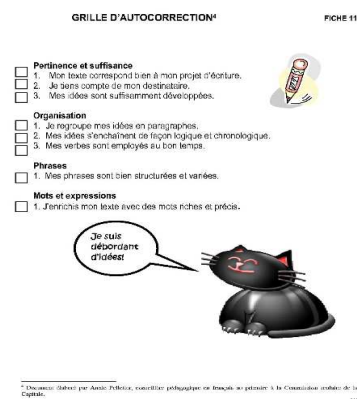 GRILLE D'AUTOCORRECTION⁴
FICHE 11
Pertinence et suffisance
1. Mon texte correspond bien à mon projet d'écriture.
2. Je tiens compte de mon destinataire.
3. Mes idées sont suffisamment développées.
Organisation
1. Je regroupe mes idées en paragraphes.
2. Mes idées s'enchaînent de façon logique et chronologique.
3. Mes verbes sont employés au bon temps.
Phrases
1. Mes phrases sont bien structurées et variées.
Mots et expressions
1. J'enrichis mon texte avec des mots riches et précis.
Je suis
débordant
d'idées!
⁴ Document élaboré par Annie Pelletier, conseillère pédagogique en français au primaire à la Commission scolaire de la
Capitale.